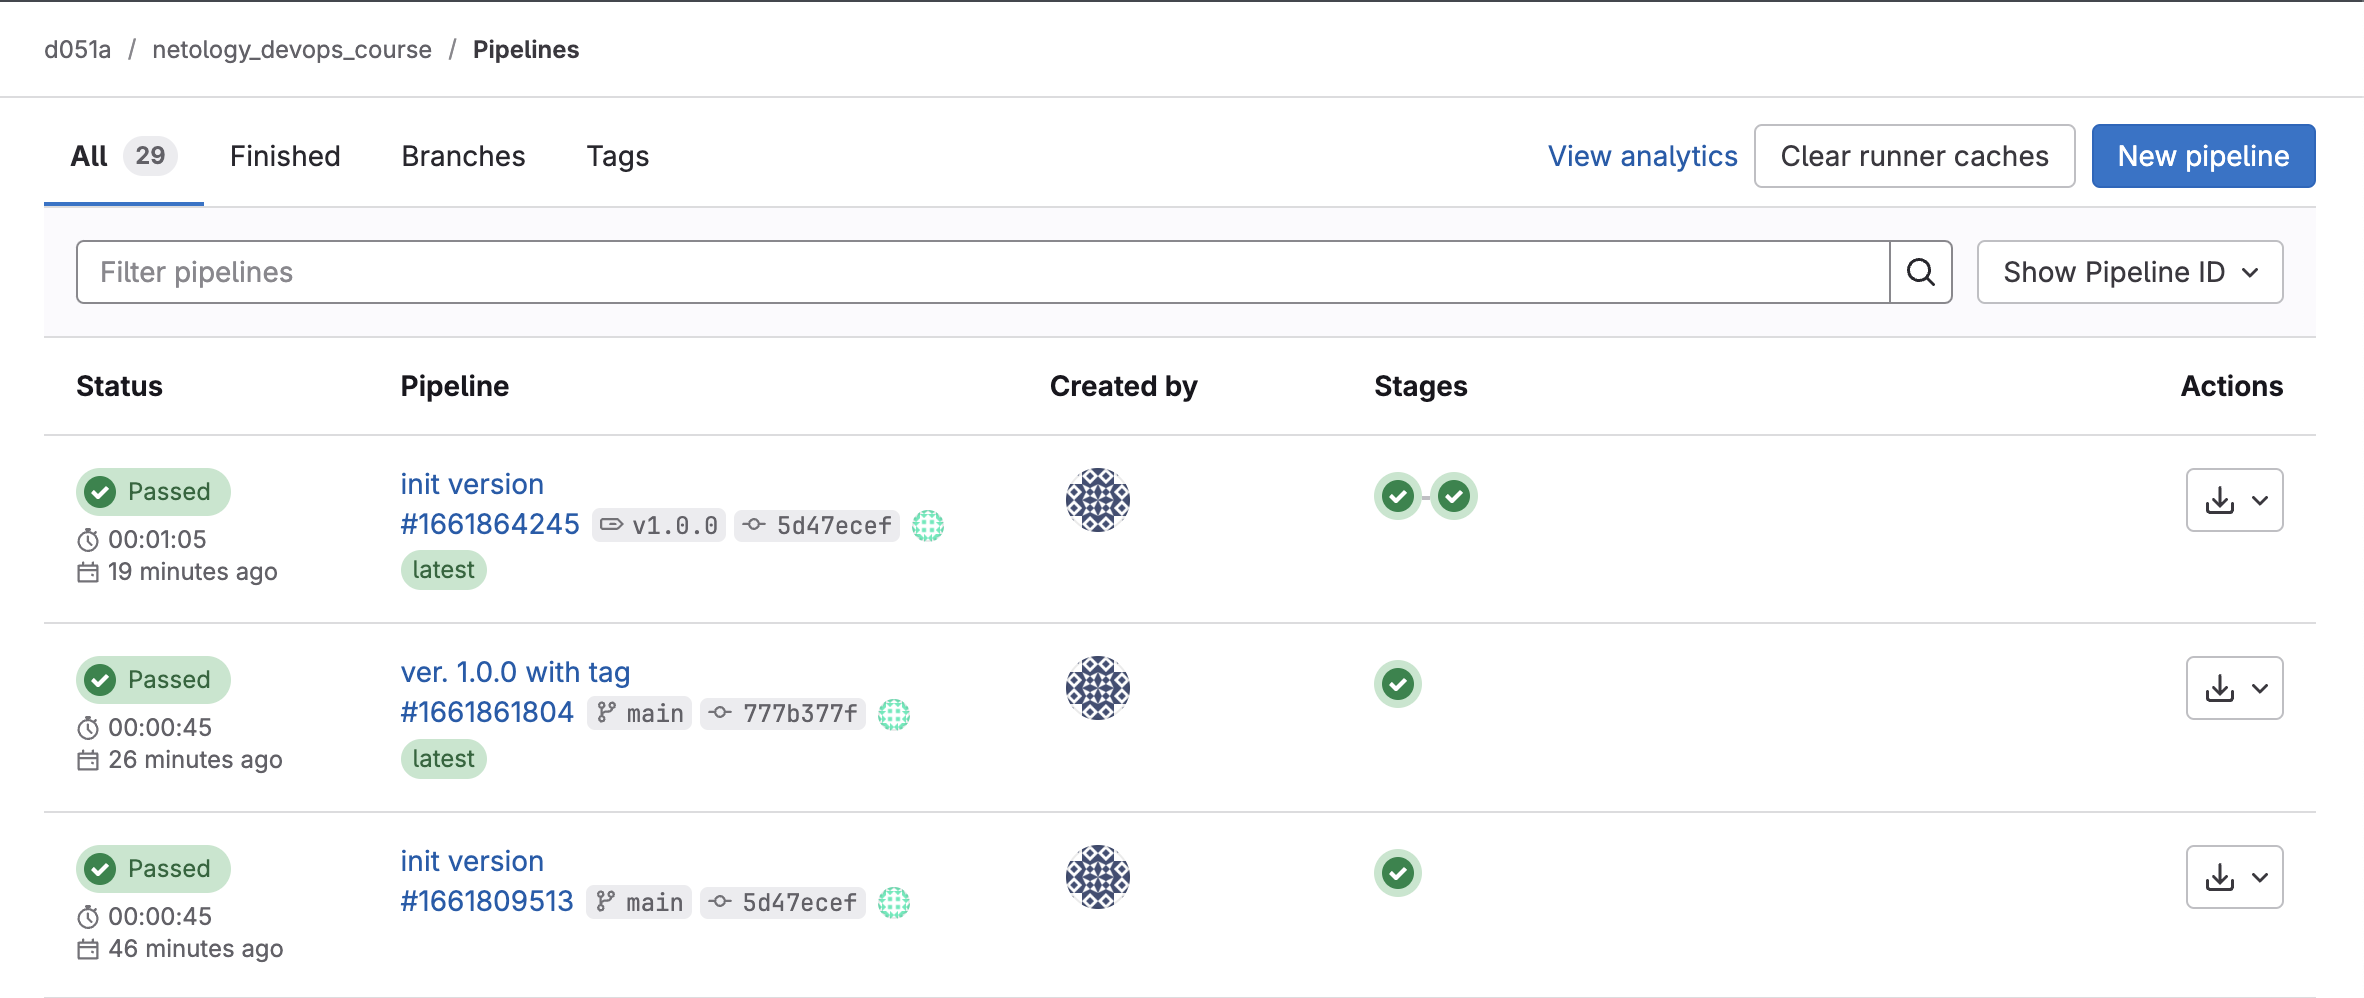 d051a / netology_devops_course / Pipelines
All 29 Finished Branches Tags View analytics Clear runner caches New pipeline
Filter pipelines Show Pipeline ID
Status Pipeline Created by Stages Actions
Passed init version
#1661864245 v1.0.0 5d47ecef
00:01:05
19 minutes ago latest
Passed ver. 1.0.0 with tag
#1661861804 main 777b377f
00:00:45
26 minutes ago latest
Passed init version
#1661809513 main 5d47ecef
00:00:45
46 minutes ago